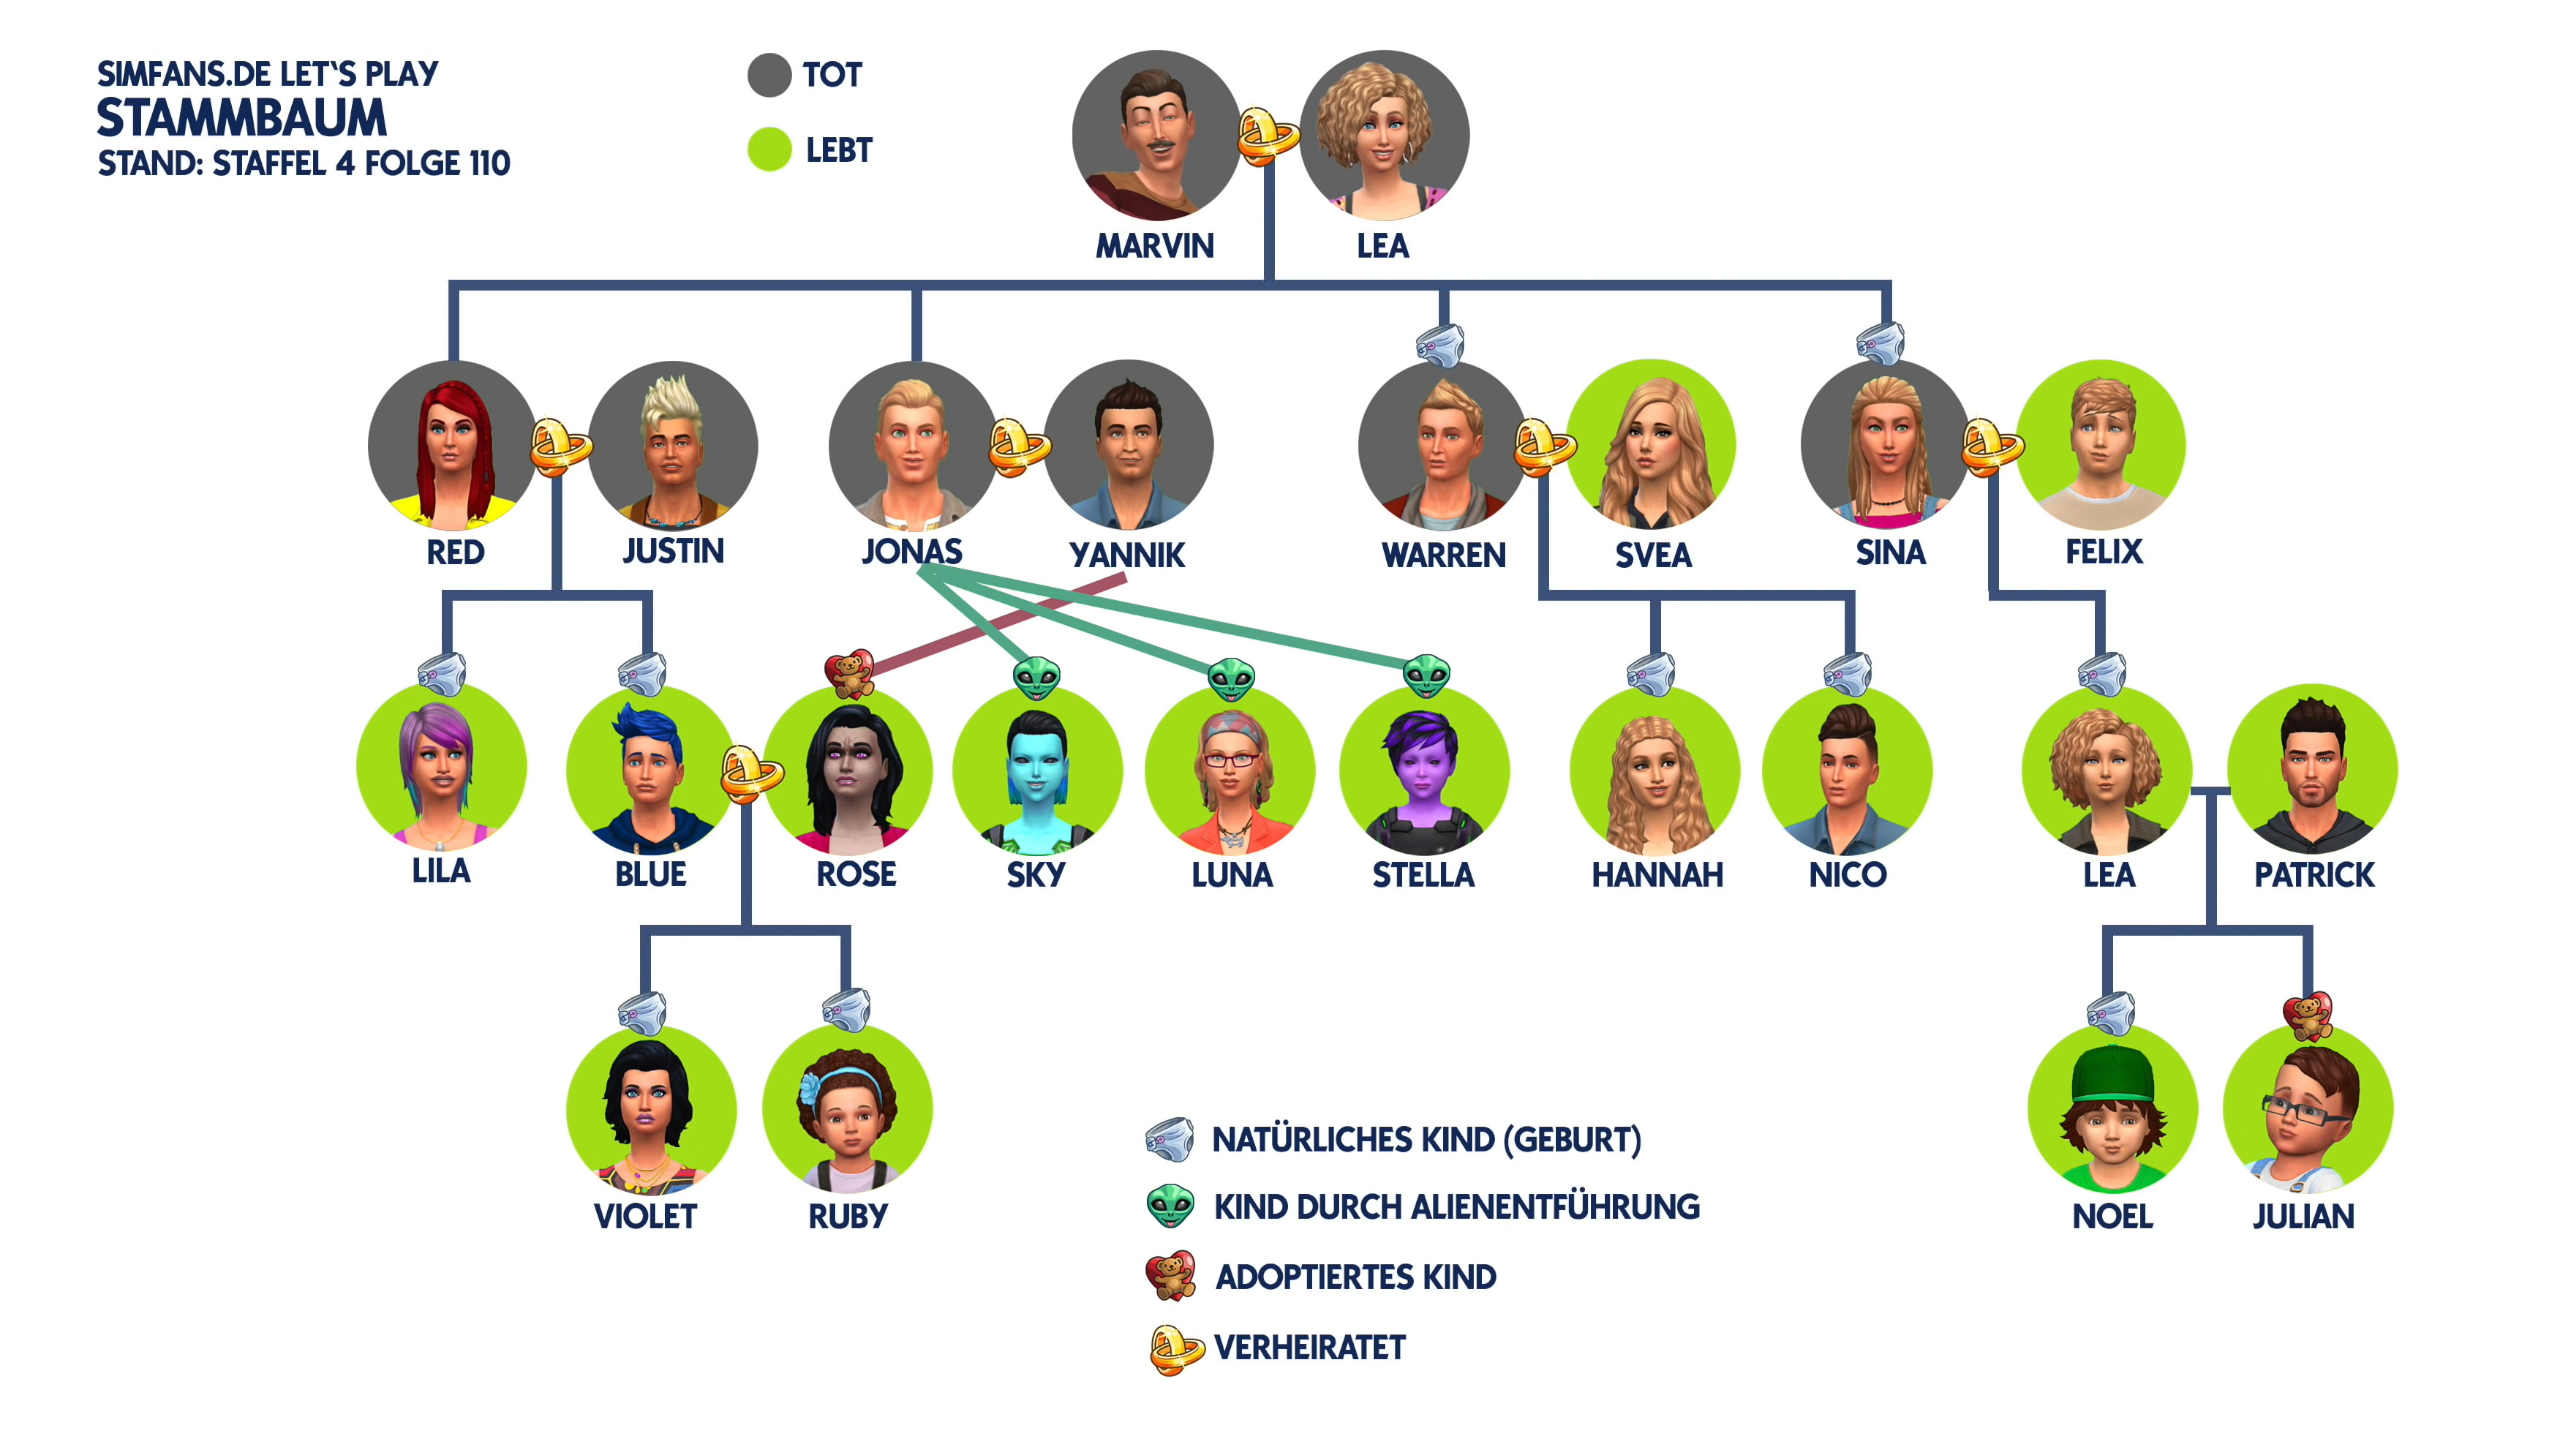 SIMFANS.DE LET'S PLAY
STAMMBAUM
STAND: STAFFEL 4 FOLGE 110
TOT
LEBT
MARVIN
LEA
RED
JUSTIN
JONAS
YANNIK
WARREN
SVEA
SINA
FELIX
LILA
BLUE
ROSE
SKY
LUNA
STELLA
HANNAH
NICO
LEA
PATRICK
VIOLET
RUBY
NOEL
JULIAN
NATÜRLICHES KIND (GEBURT)
KIND DURCH ALIENENTFÜHRUNG
ADOPTIERTES KIND
VERHEIRATET